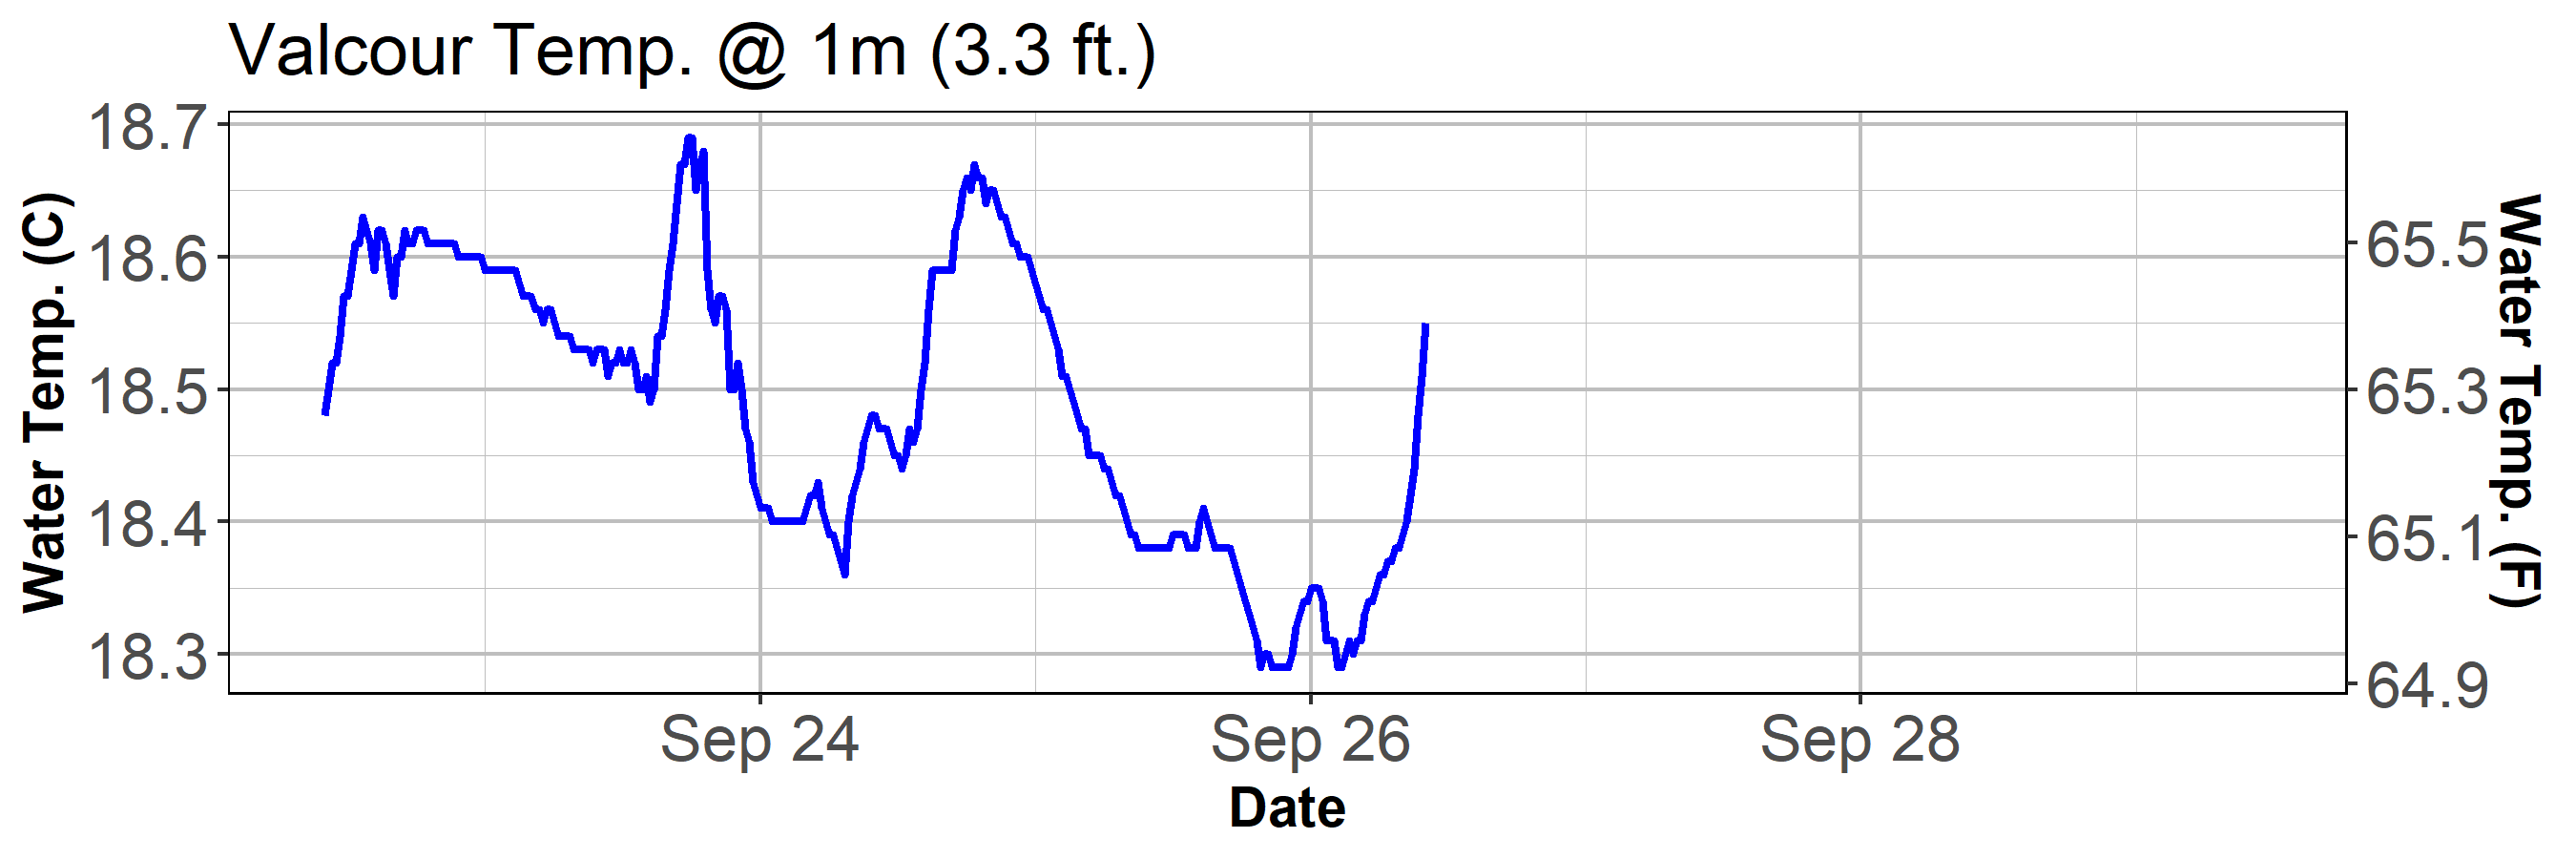 Valcour Temp. @ 1m (3.3 ft.)
Water Temp. (C)
18.7
18.6
18.5
18.4
18.3
65.5
65.3
65.1
64.9
Water Temp. (F)
Sep 24
Sep 26
Sep 28
Date